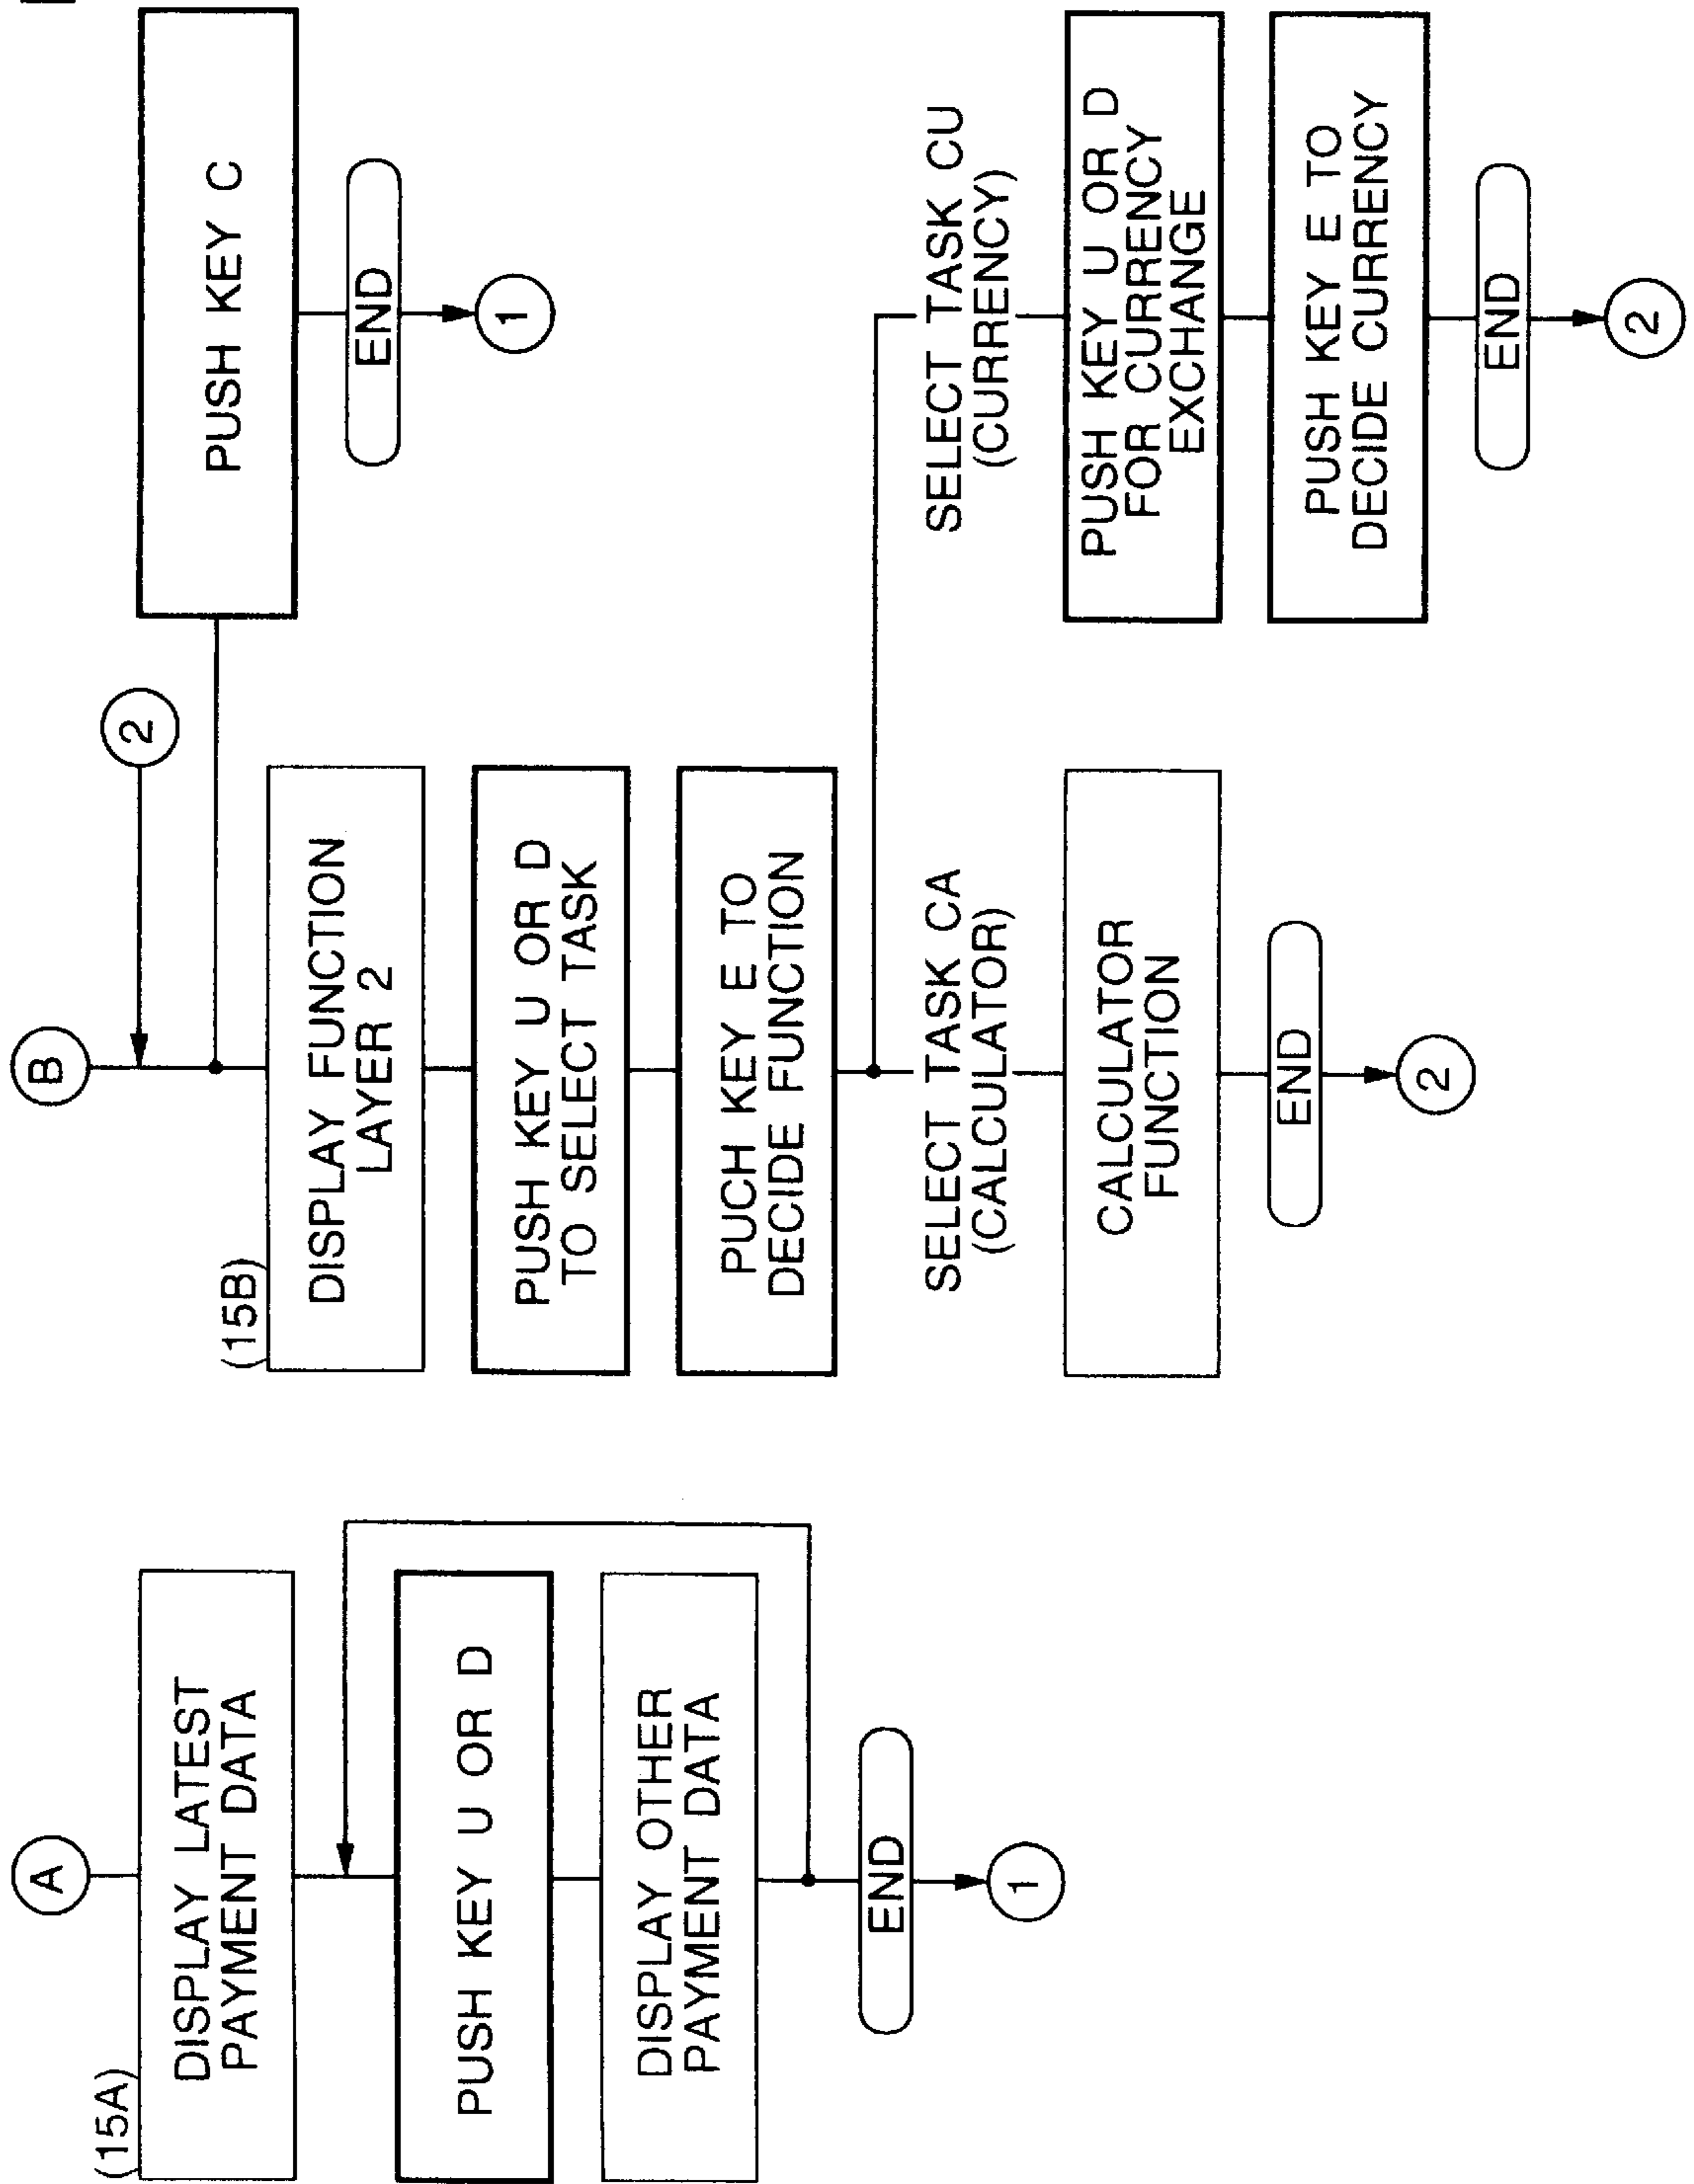 A
(15A)
DISPLAY LATEST
PAYMENT DATA
PUSH KEY U OR D
DISPLAY OTHER
PAYMENT DATA
END
1
B
2
(15B)
DISPLAY FUNCTION
LAYER 2
PUSH KEY U OR D
TO SELECT TASK
PUCH KEY E TO
DECIDE FUNCTION
SELECT TASK CA
(CALCULATOR)
CALCULATOR
FUNCTION
END
2
PUSH KEY C
END
1
SELECT TASK CU
(CURRENCY)
PUSH KEY U OR D
FOR CURRENCY
EXCHANGE
PUSH KEY E TO
DECIDE CURRENCY
END
2